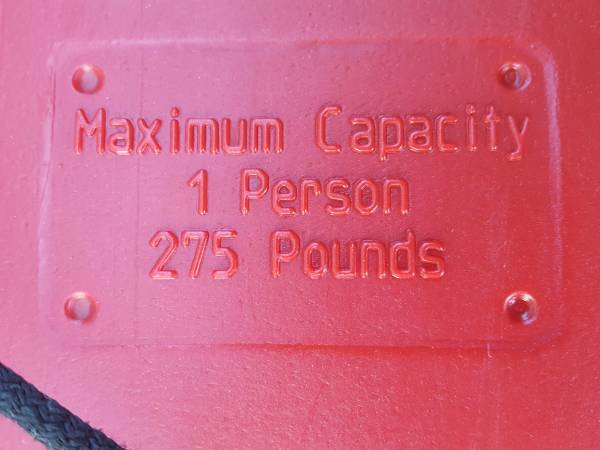 Maximum Capacity
1 Person
275 Pounds